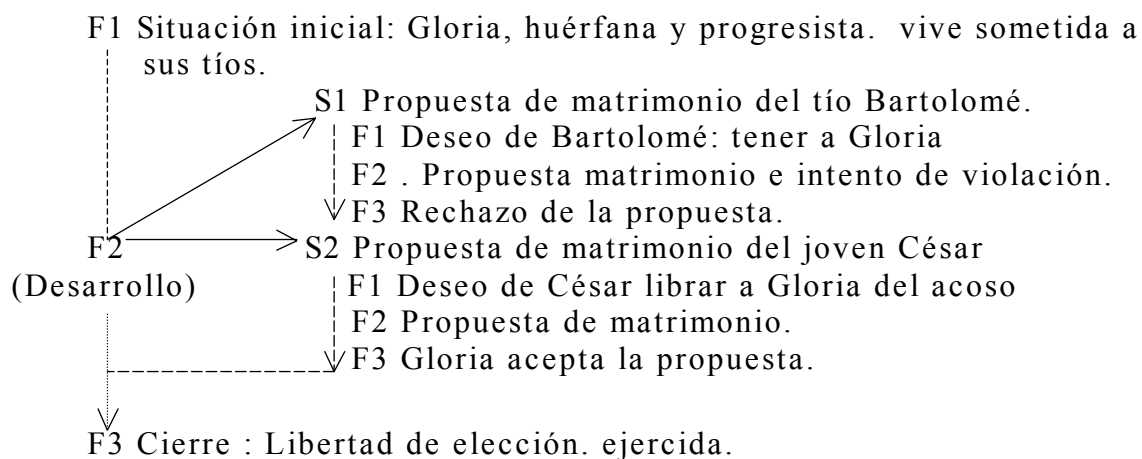 F1 Situación inicial: Gloria, huérfana y progresista. vive sometida a
sus tíos.
S1 Propuesta de matrimonio del tío Bartolomé.
F1 Deseo de Bartolomé: tener a Gloria
F2 . Propuesta matrimonio e intento de violación.
F3 Rechazo de la propuesta.
F2 S2 Propuesta de matrimonio del joven César
(Desarrollo) F1 Deseo de César librar a Gloria del acoso
F2 Propuesta de matrimonio.
F3 Gloria acepta la propuesta.
F3 Cierre : Libertad de elección. ejercida.